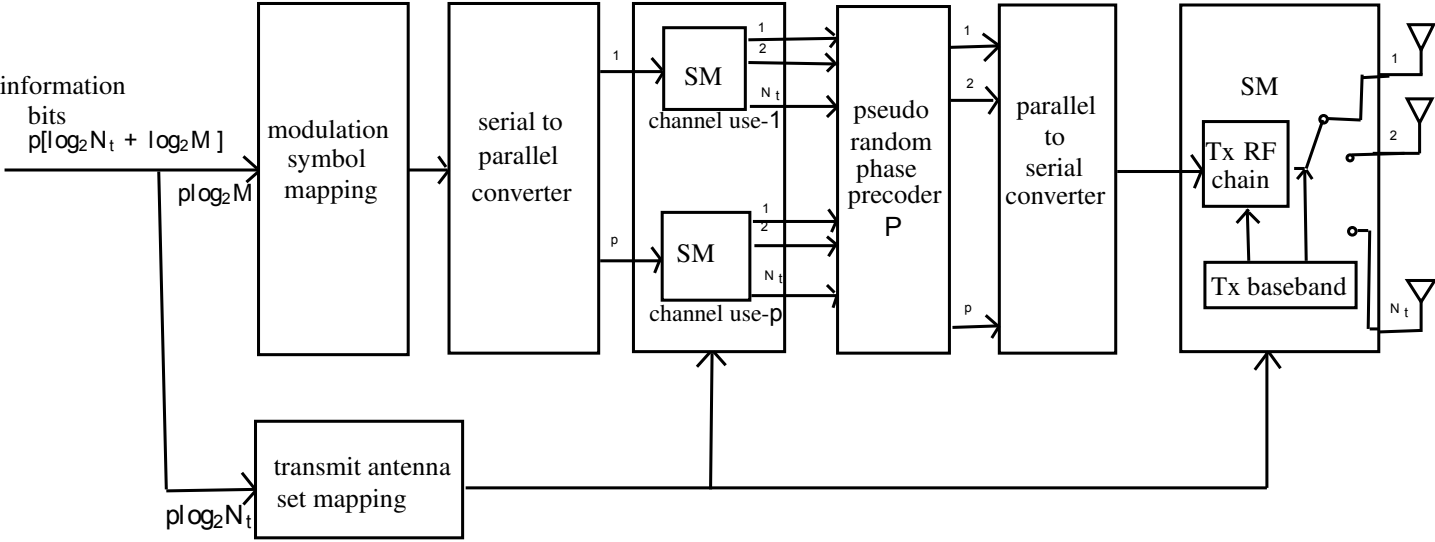 information
bits
p[log₂Nₜ + log₂M]
plog₂M
modulation
symbol
mapping
serial to
parallel
converter
1
p
SM
channel use-1
1
2
Nₜ
SM
channel use-p
1
2
Nₜ
pseudo
random
phase
precoder
P
1
2
p
parallel
to
serial
converter
SM
Tx RF
chain
Tx baseband
1
2
Nₜ
plog₂Nₜ
transmit antenna
set mapping